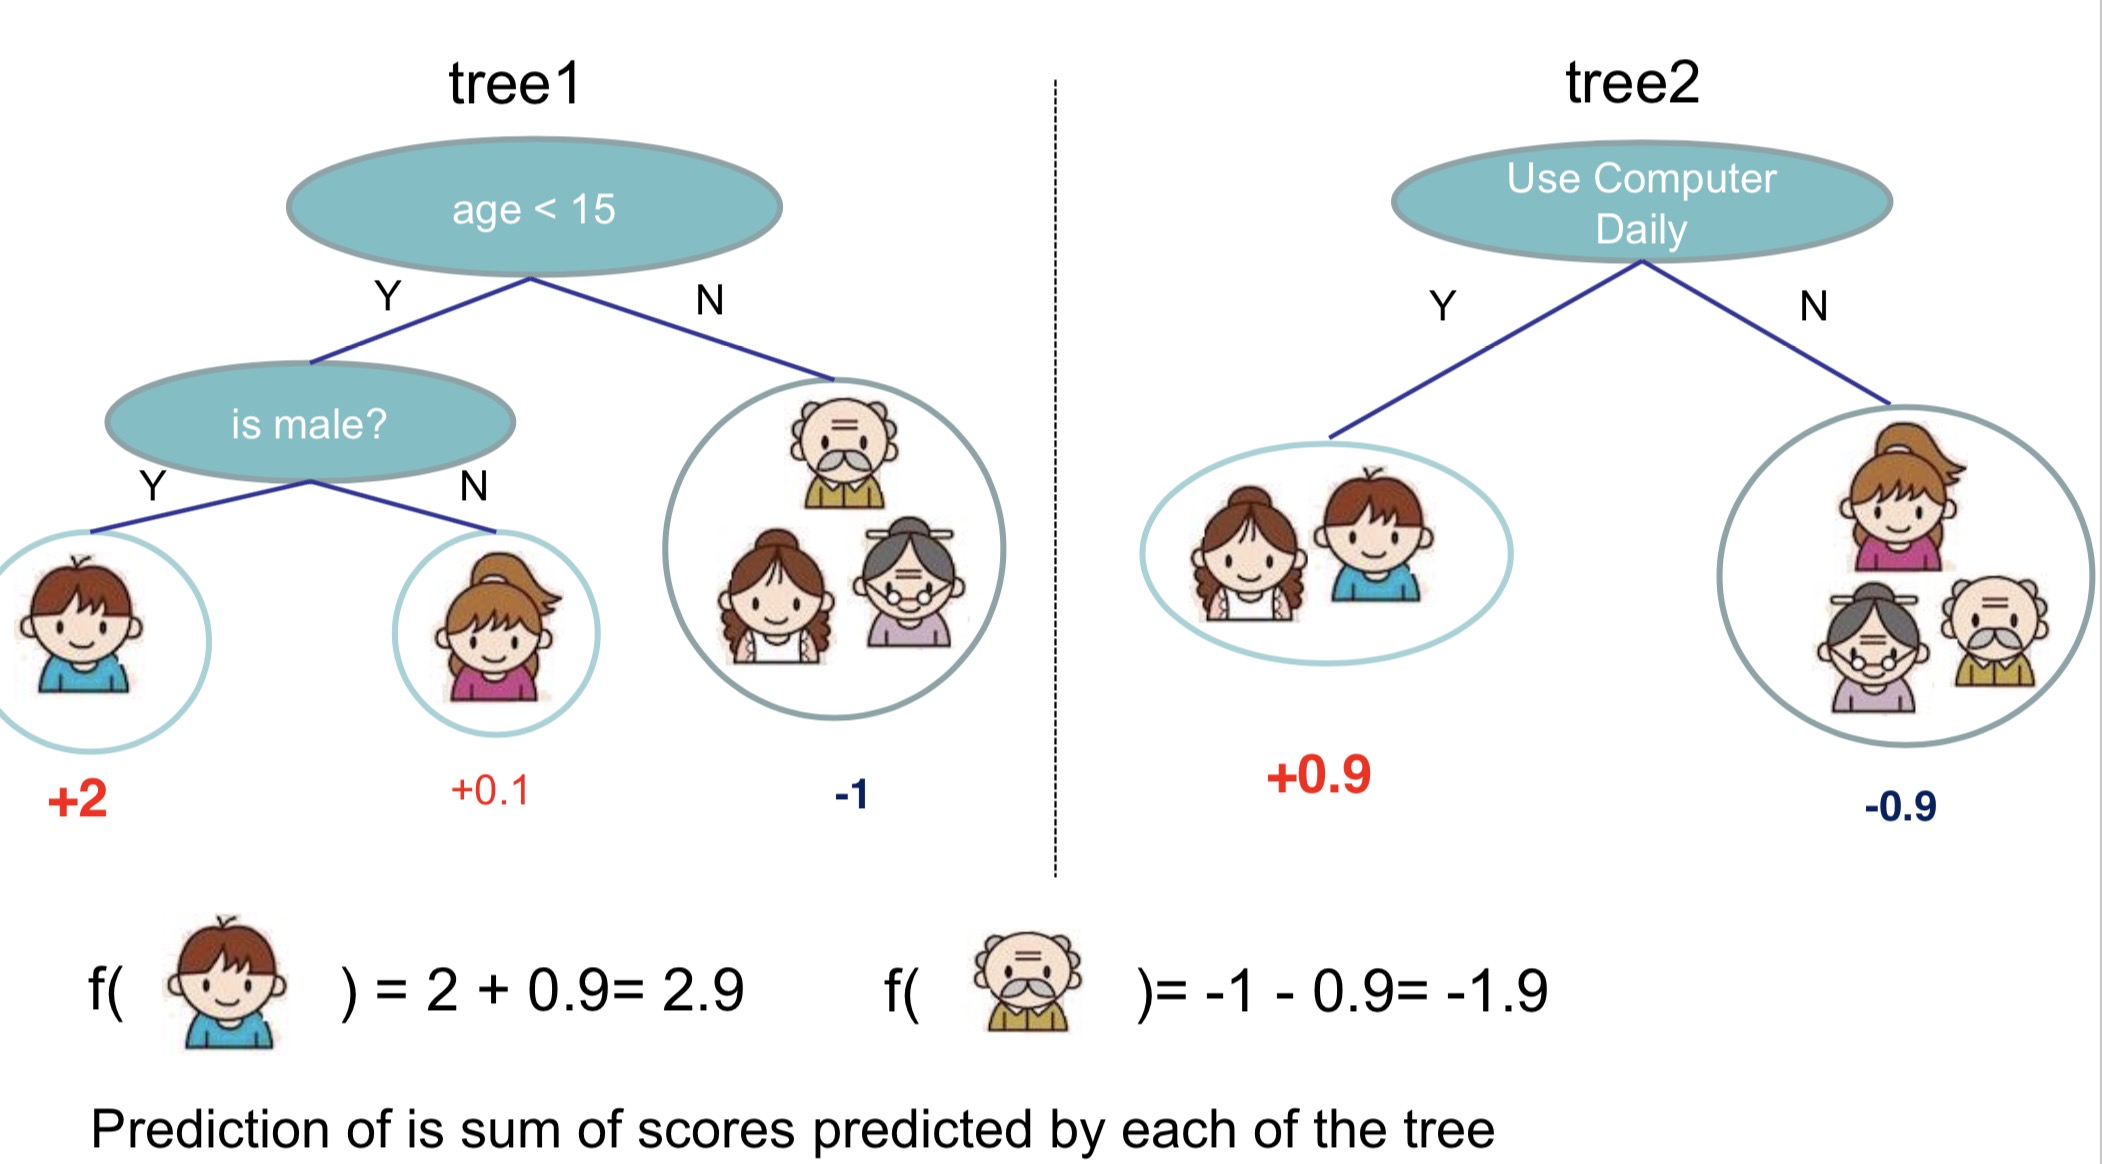 tree1
tree2
age < 15
Use Computer
Daily
Y
N
Y
N
is male?
Y
N
+2
+0.1
-1
+0.9
-0.9
f( ) = 2 + 0.9= 2.9
f( )= -1 - 0.9= -1.9
Prediction of is sum of scores predicted by each of the tree